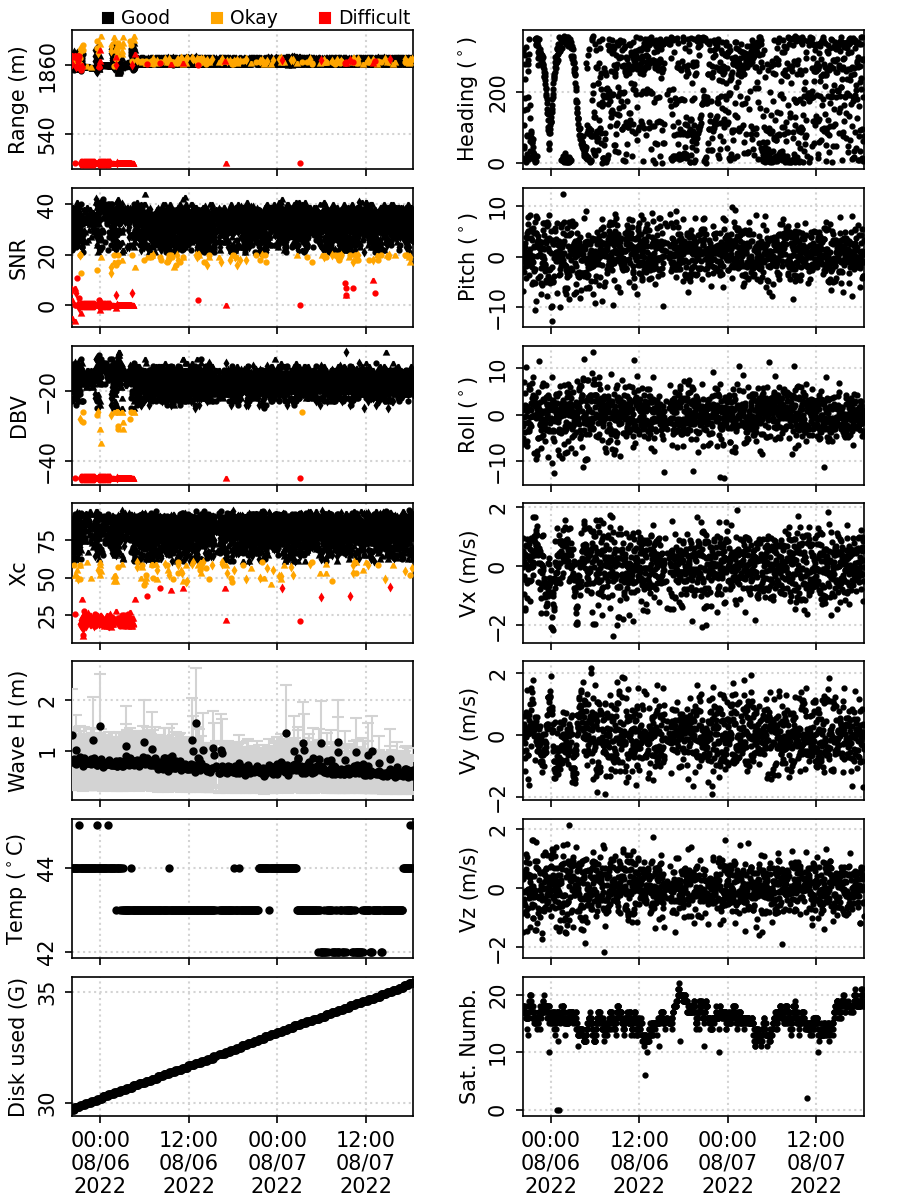 Good Okay Difficult
Range (m)
1860
540
Heading (°)
200
0
SNR
40
20
0
Pitch (°)
10
0
−10
DBV
−20
−40
Roll (°)
10
0
−10
Xc
75
50
25
Vx (m/s)
2
0
−2
Wave H (m)
2
1
Vy (m/s)
2
0
−2
Temp (°C)
44
42
Vz (m/s)
2
0
−2
Disk used (G)
35
30
Sat. Numb.
20
10
0
00:00 12:00 00:00 12:00
08/06 08/06 08/07 08/07
2022 2022 2022 2022
00:00 12:00 00:00 12:00
08/06 08/06 08/07 08/07
2022 2022 2022 2022